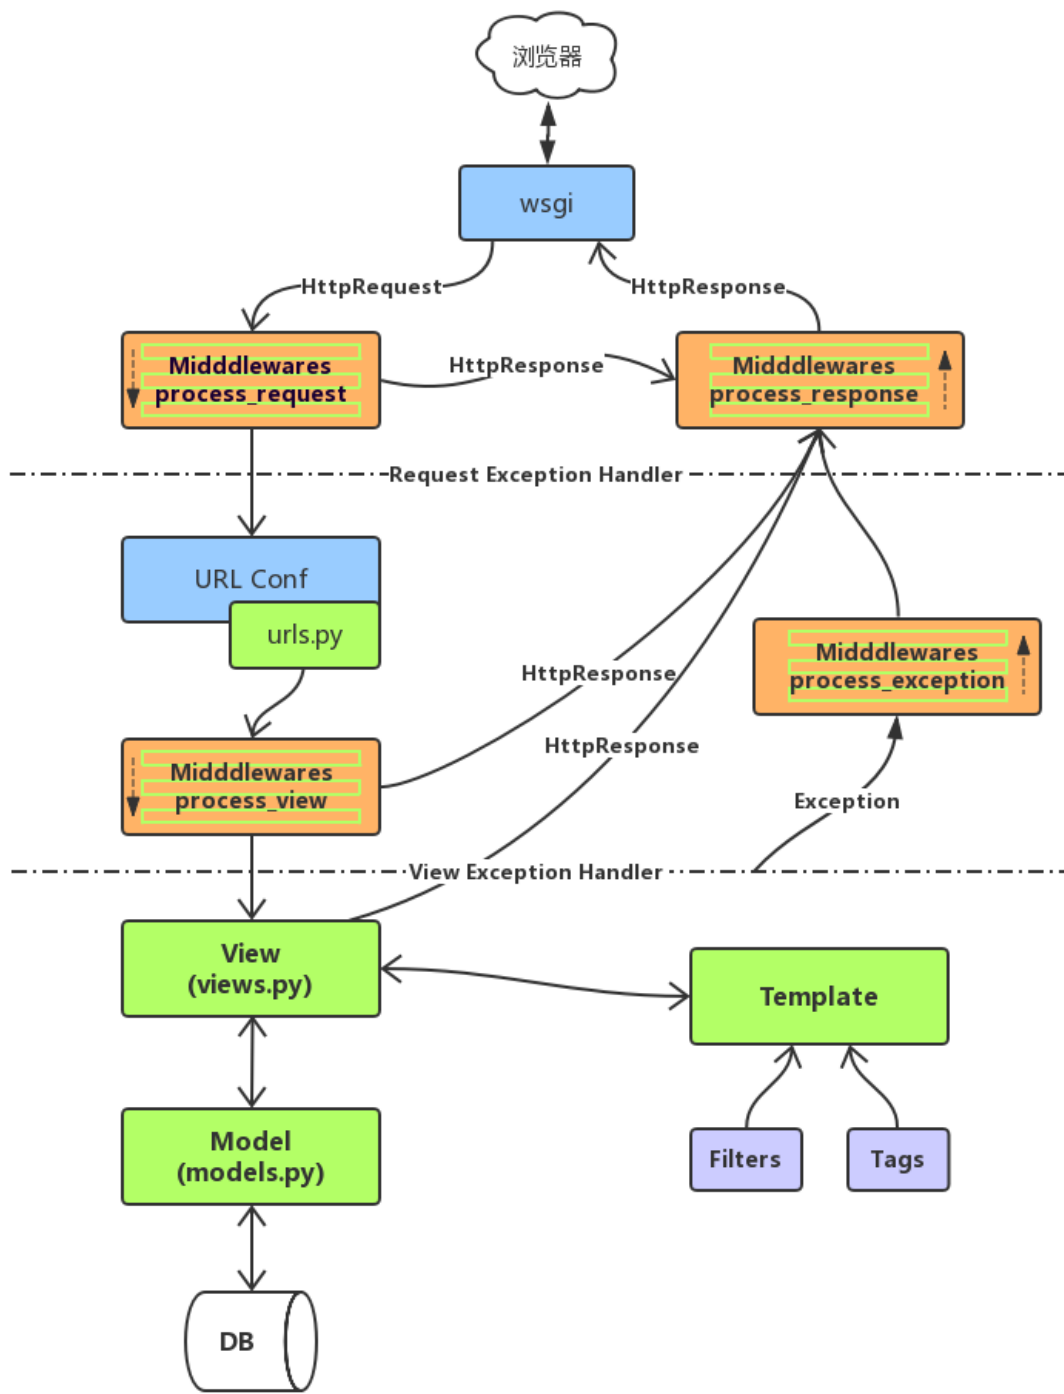 浏览器
wsgi
HttpRequest
HttpResponse
Midddlewares
process_request
HttpResponse
Midddlewares
process_response
Request Exception Handler
URL Conf
urls.py
HttpResponse
Midddlewares
process_exception
HttpResponse
Midddlewares
process_view
Exception
View Exception Handler
View
(views.py)
Template
Model
(models.py)
Filters
Tags
DB